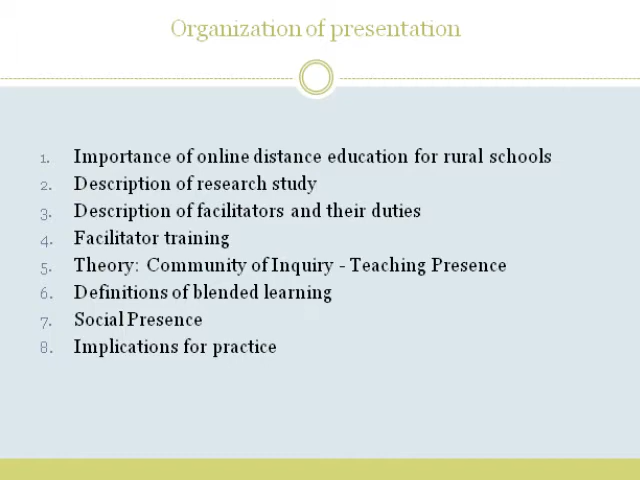 Organization of presentation
1. Importance of online distance education for rural schools
2. Description of research study
3. Description of facilitators and their duties
4. Facilitator training
5. Theory: Community of Inquiry - Teaching Presence
6. Definitions of blended learning
7. Social Presence
8. Implications for practice